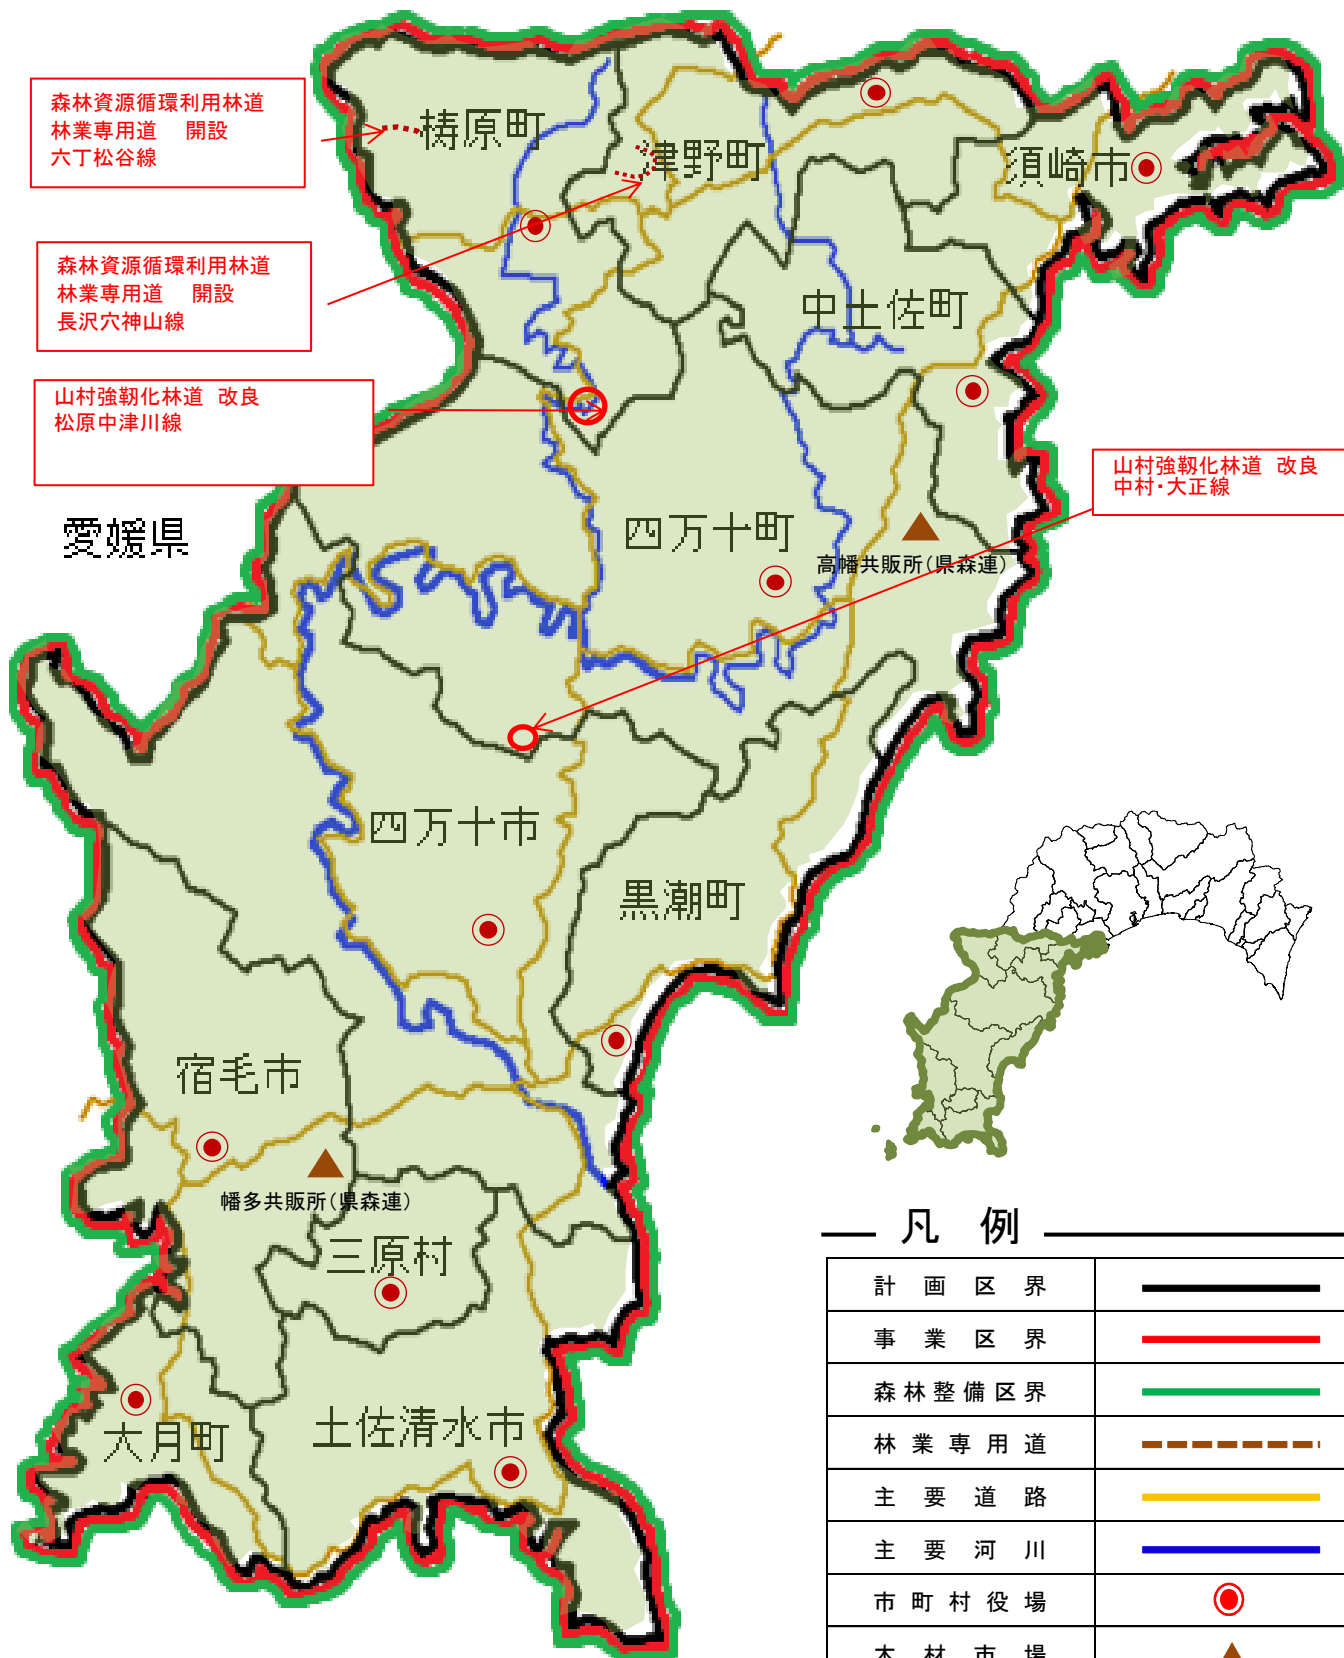 森林資源循環利用林道
林業専用道　開設
六丁松谷線
森林資源循環利用林道
林業専用道　開設
長沢穴神山線
山村強靱化林道 改良
松原中津川線
山村強靱化林道 改良
中村・大正線
梼原町
津野町
須崎市
中土佐町
愛媛県
四万十町
高幡共販所(県森連)
四万十市
黒潮町
宿毛市
幡多共販所(県森連)
三原村
大月町
土佐清水市
凡例
計画区界
事業区界
森林整備区界
林業専用道
主要道路
主要河川
市町村役場
木材市場